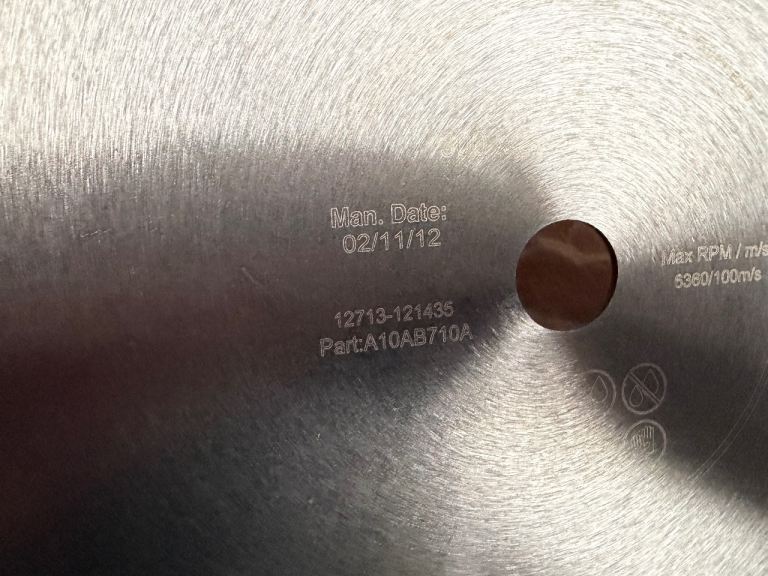 Man. Date:
02/11/12
12713-121435
Part:A10AB710A
Max RPM / m/s
5360/100m/s